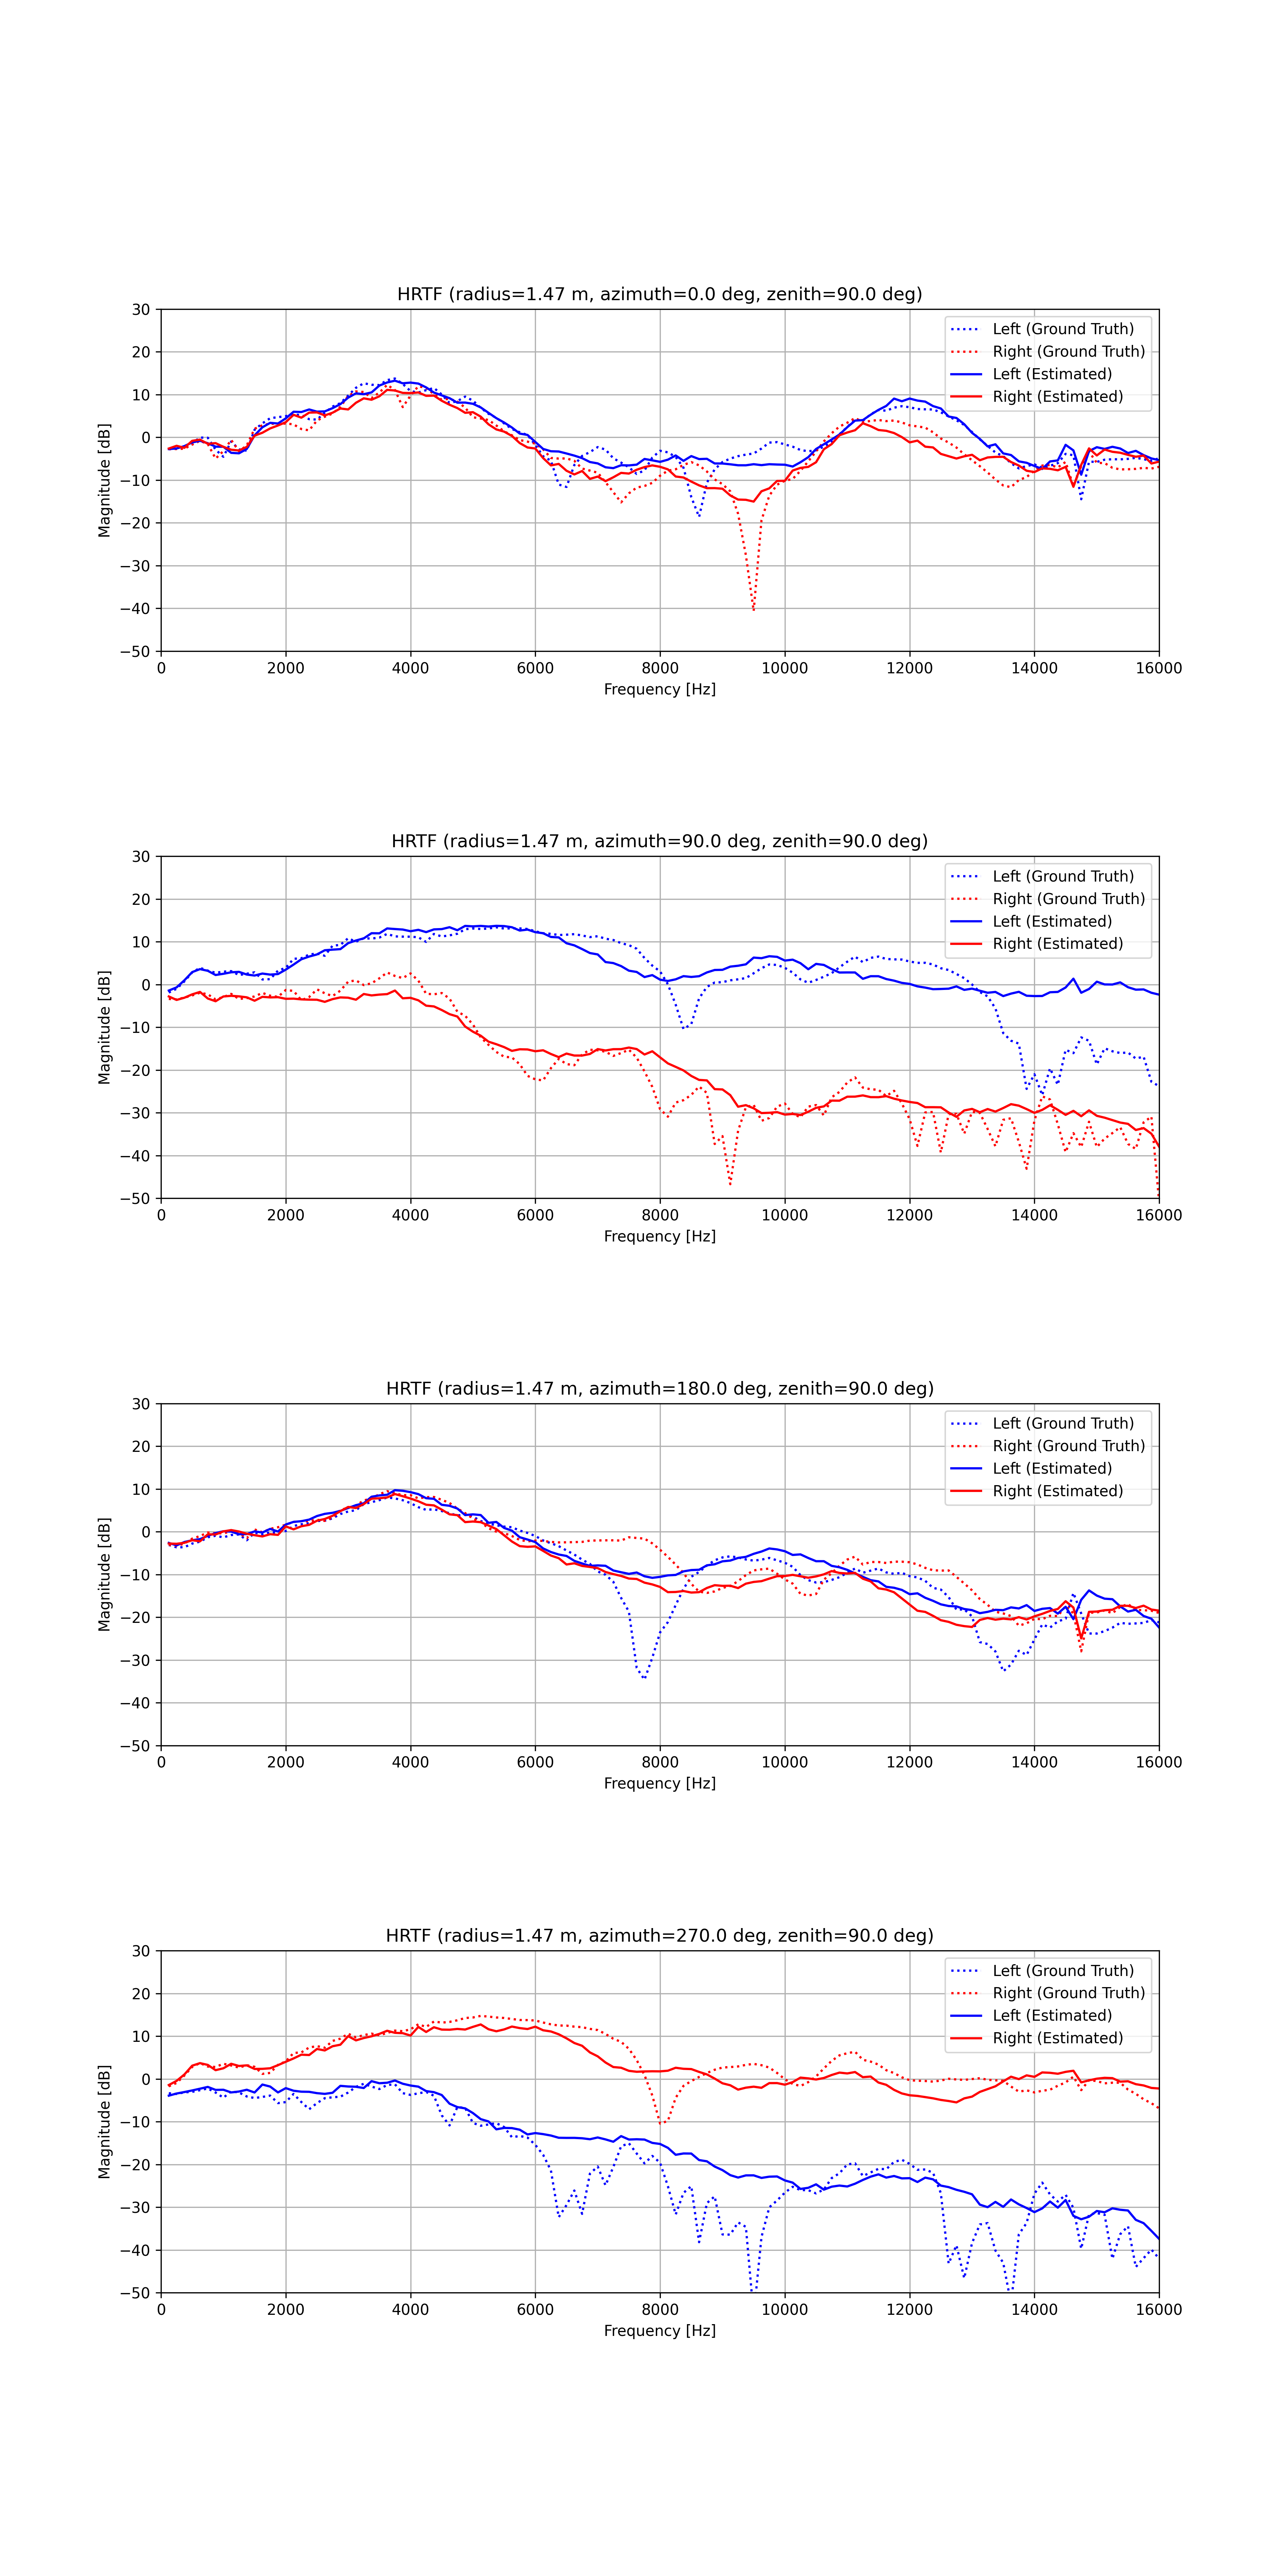 HRTF (radius=1.47 m, azimuth=0.0 deg, zenith=90.0 deg)
30
20
10
0
−10
−20
−30
−40
−50
Magnitude [dB]
Left (Ground Truth)
Right (Ground Truth)
Left (Estimated)
Right (Estimated)
0 2000 4000 6000 8000 10000 12000 14000 16000
Frequency [Hz]
HRTF (radius=1.47 m, azimuth=90.0 deg, zenith=90.0 deg)
30
20
10
0
−10
−20
−30
−40
−50
Magnitude [dB]
Left (Ground Truth)
Right (Ground Truth)
Left (Estimated)
Right (Estimated)
0 2000 4000 6000 8000 10000 12000 14000 16000
Frequency [Hz]
HRTF (radius=1.47 m, azimuth=180.0 deg, zenith=90.0 deg)
30
20
10
0
−10
−20
−30
−40
−50
Magnitude [dB]
Left (Ground Truth)
Right (Ground Truth)
Left (Estimated)
Right (Estimated)
0 2000 4000 6000 8000 10000 12000 14000 16000
Frequency [Hz]
HRTF (radius=1.47 m, azimuth=270.0 deg, zenith=90.0 deg)
30
20
10
0
−10
−20
−30
−40
−50
Magnitude [dB]
Left (Ground Truth)
Right (Ground Truth)
Left (Estimated)
Right (Estimated)
0 2000 4000 6000 8000 10000 12000 14000 16000
Frequency [Hz]